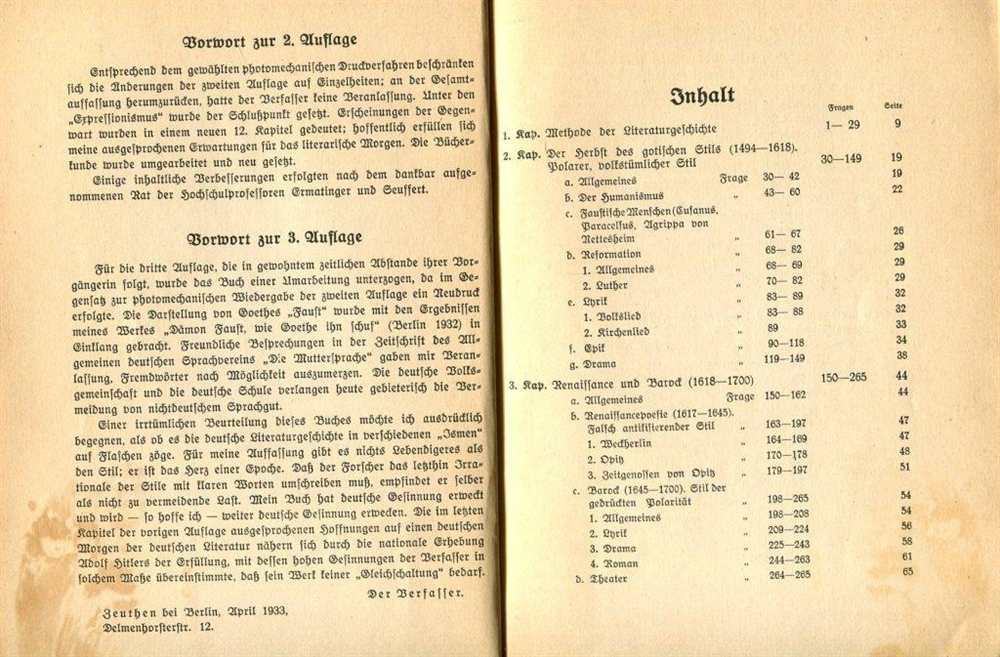 Vorwort zur 2. Auflage
Entsprechend dem gewählten photomechanischen Druckverfahren beschränken
sich die Änderungen der zweiten Auflage auf Einzelheiten; an der Gesamt-
auffassung herumzurücken, hatte der Verfasser keine Veranlassung. Unter den
„Expressionismus“ wurde der Schlußpunkt gesetzt. Erscheinungen der Gegen-
wart wurden in einem neuen 12. Kapitel gedeutet; hoffentlich erfüllen sich
meine ausgesprochenen Erwartungen für das literarische Morgen. Die Bücher-
kunde wurde umgearbeitet und neu gesetzt.
Einige inhaltliche Verbesserungen erfolgten nach dem dankbar aufge-
nommenen Rat der Hochschulprofessoren Ermatinger und Seuffert.
Vorwort zur 3. Auflage
Für die dritte Auflage, die in gewohntem zeitlichen Abstande ihrer Vor-
gängerin folgt, wurde das Buch einer Umarbeitung unterzogen, da im Ge-
gensatz zur photomechanischen Wiedergabe der zweiten Auflage ein Neudruck
erfolgte. Die Darstellung von Goethes „Faust“ wurde mit den Ergebnissen
meines Werkes „Dämon Faust, wie Goethe ihn schuf“ (Berlin 1932) in
Einklang gebracht. Freundliche Besprechungen in der Zeitschrift des All-
gemeinen deutschen Sprachvereins „Die Muttersprache“ gaben mir Veran-
lassung, Fremdwörter nach Möglichkeit auszumerzen. Die deutsche Volks-
gemeinschaft und die deutsche Schule verlangen heute gebieterisch die Ver-
meidung von nichtdeutschem Sprachgut.
Einer irrtümlichen Beurteilung dieses Buches möchte ich ausdrücklich
begegnen, als ob es die deutsche Literaturgeschichte in verschiedenen „Ismen“
auf Flaschen zöge. Für meine Auffassung gibt es nichts Lebendigeres als
den Stil; er ist das Herz einer Epoche. Daß der Forscher das letzthin Irra-
tionale der Stile mit klaren Worten umschreiben muß, empfindet er selber
als nicht zu vermeidende Last. Mein Buch hat deutsche Gesinnung erweckt
und wird — so hoffe ich — weiter deutsche Gesinnung erwecken. Die im letzten
Kapitel der vorigen Auflage ausgesprochenen Hoffnungen auf einen deutschen
Morgen der deutschen Literatur nähern sich durch die nationale Erhebung
Adolf Hitlers der Erfüllung, mit dessen hohen Gesinnungen der Verfasser in
solchem Maße übereinstimmte, daß sein Werk keiner „Gleichschaltung“ bedarf.
Der Verfasser.
Zeuthen bei Berlin, April 1933,
Delmenhorsterstr. 12.
Inhalt
Fragen Seite
1. Kap. Methode der Literaturgeschichte 1— 29 9
2. Kap. Der Herbst des gotischen Stils (1494—1618).
Polarer, volkstümlicher Stil 30—149 19
a. Allgemeines Frage 30— 42 19
b. Der Humanismus „ 43— 60 22
c. Faustische Menschen (Cusanus,
Paracelsus, Agrippa von
Nettesheim „ 61— 67 26
d. Reformation „ 68— 82 29
1. Allgemeines „ 68— 69 29
2. Luther „ 70— 82 29
e. Lyrik „ 83— 89 32
1. Volkslied „ 83— 88 32
2. Kirchenlied „ 89 33
f. Epik „ 90—118 34
g. Drama „ 119—149 38
3. Kap. Renaissance und Barock (1618—1700) 150—265 44
a. Allgemeines Frage 150—162 44
b. Renaissancepoesie (1617—1645).
Falsch antikisierender Stil „ 163—197 47
1. Weckherlin „ 164—169 47
2. Opitz „ 170—178 48
3. Zeitgenossen von Opitz „ 179—197 51
c. Barock (1645—1700). Stil der
gedrückten Polarität „ 198—265 54
1. Allgemeines „ 198—208 54
2. Lyrik „ 209—224 56
3. Drama „ 225—243 58
4. Roman „ 244—263 61
d. Theater „ 264—265 65